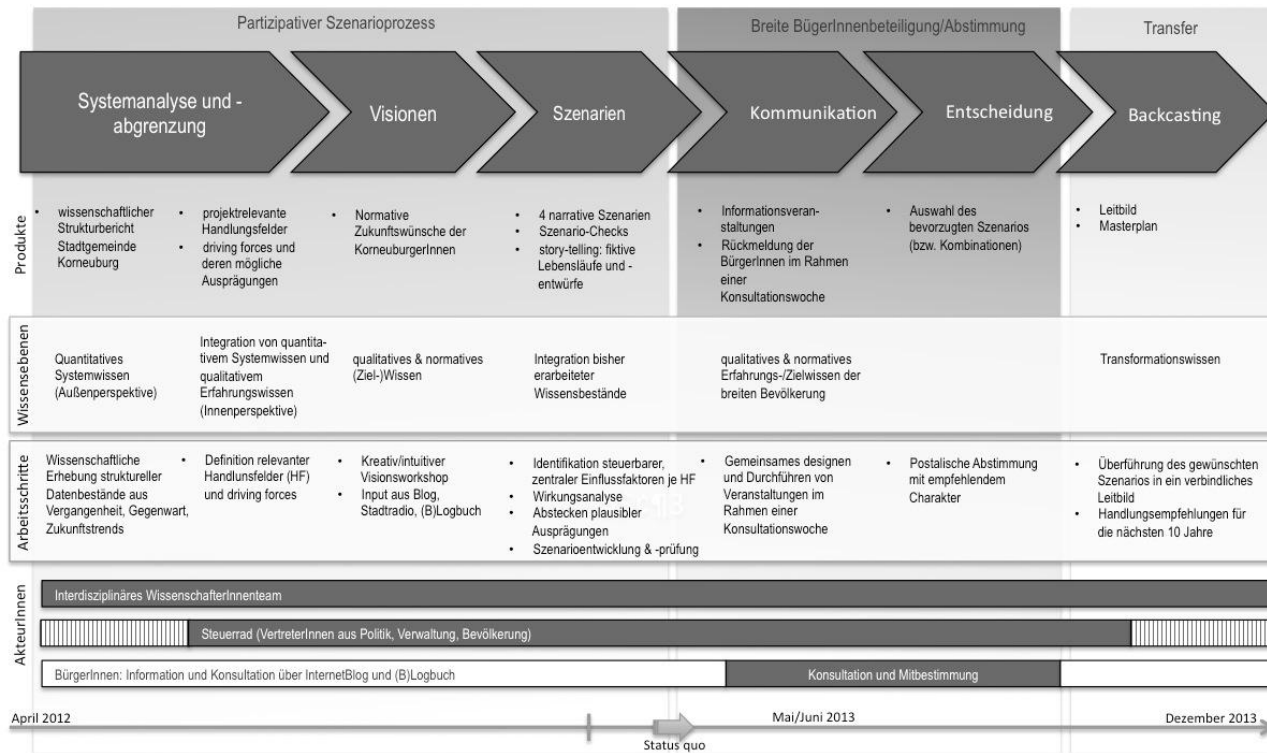 Partizipativer Szenarioprozess
Breite BügerInnenbeteiligung/Abstimmung
Transfer
Systemanalyse und -
abgrenzung
Visionen
Szenarien
Kommunikation
Entscheidung
Backcasting
Produkte
• wissenschaftlicher
Strukturbericht
Stadtgemeinde
Korneuburg
• projektrelevante
Handlungsfelder
• driving forces und
deren mögliche
Ausprägungen
• Normative
Zukunftswünsche der
KorneuburgerInnen
• 4 narrative Szenarien
• Szenario-Checks
• story-telling: fiktive
Lebensläufe und -
entwürfe
• Informationsveran-
staltungen
• Rückmeldung der
BürgerInnen im Rahmen
einer
Konsultationswoche
• Auswahl des
bevorzugten Szenarios
(bzw. Kombinationen)
• Leitbild
• Masterplan
Wissensebenen
Quantitatives
Systemwissen
(Außenperspektive)
Integration von quantita-
tivem Systemwissen und
qualitativem
Erfahrungswissen
(Innenperspektive)
qualitatives & normatives
(Ziel-)Wissen
Integration bisher
erarbeiteter
Wissensbestände
qualitatives & normatives
Erfahrungs-/Zielwissen der
breiten Bevölkerung
Transformationswissen
Arbeitsschritte
Wissenschaftliche
Erhebung struktureller
Datenbestände aus
Vergangenheit, Gegenwart,
Zukunftstrends
• Definition relevanter
Handlunsfelder (HF)
und driving forces
• Kreativ/intuitiver
Visionsworkshop
• Input aus Blog,
Stadtradio, (B)Logbuch
• Identifikation steuerbarer,
zentraler Einflussfaktoren je HF
• Wirkungsanalyse
• Abstecken plausibler
Ausprägungen
• Szenarioentwicklung & -prüfung
• Gemeinsames designen
und Durchführen von
Veranstaltungen im
Rahmen einer
Konsultationswoche
• Postalische Abstimmung
mit empfehlendem
Charakter
• Überführung des gewünschten
Szenarios in ein verbindliches
Leitbild
• Handlungsempfehlungen für
die nächsten 10 Jahre
AkteurInnen
Interdisziplinäres WissenschafterInnenteam
Steuerrad (VertreterInnen aus Politik, Verwaltung, Bevölkerung)
BürgerInnen: Information und Konsultation über InternetBlog und (B)Logbuch
Konsultation und Mitbestimmung
April 2012
Status quo
Mai/Juni 2013
Dezember 2013